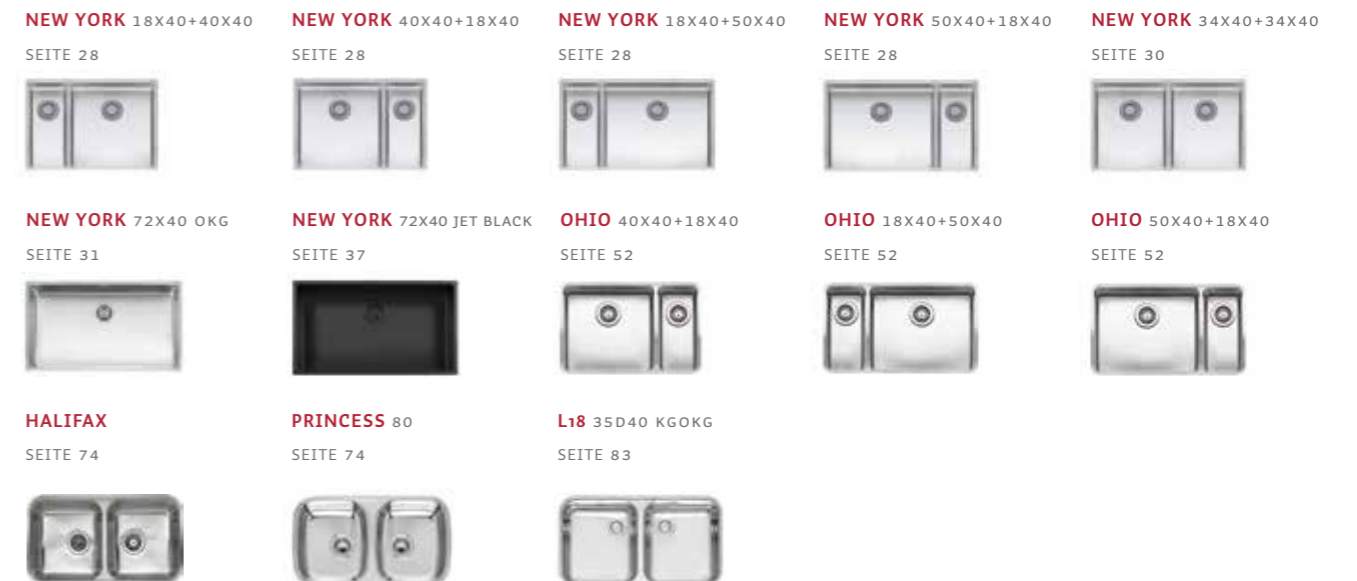 NEW YORK 18X40+40X40
SEITE 28
NEW YORK 40X40+18X40
SEITE 28
NEW YORK 18X40+50X40
SEITE 28
NEW YORK 50X40+18X40
SEITE 28
NEW YORK 34X40+34X40
SEITE 30
NEW YORK 72X40 OKG
SEITE 31
NEW YORK 72X40 JET BLACK
SEITE 37
OHIO 40X40+18X40
SEITE 52
OHIO 18X40+50X40
SEITE 52
OHIO 50X40+18X40
SEITE 52
HALIFAX
SEITE 74
PRINCESS 80
SEITE 74
L18 35D40 KGOKG
SEITE 83